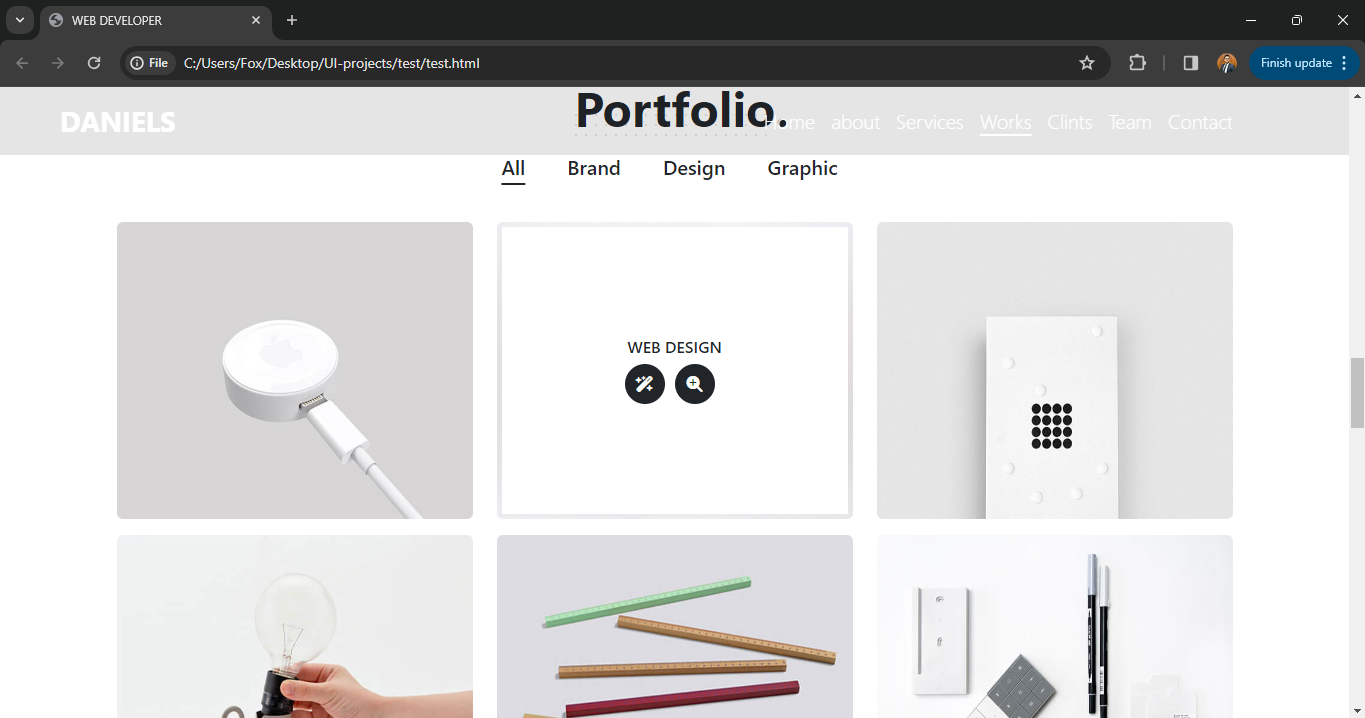 WEB DEVELOPER
File C:/Users/Fox/Desktop/UI-projects/test/test.html Finish update
Portfolio.
DANIELS Home about Services Works Clints Team Contact
All Brand Design Graphic
WEB DESIGN